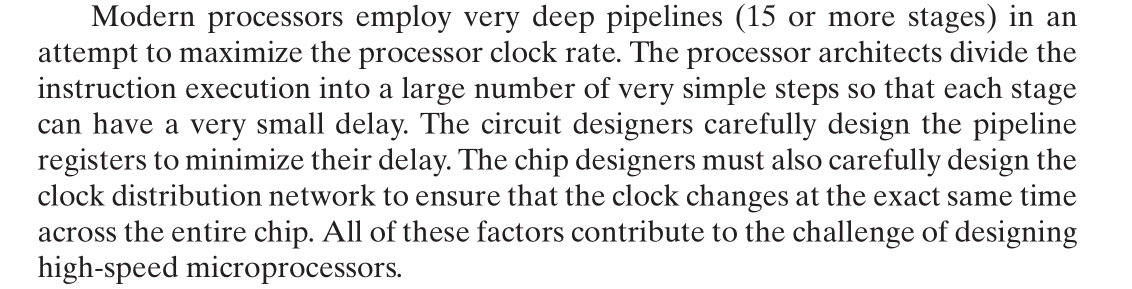 Modern processors employ very deep pipelines (15 or more stages) in an
attempt to maximize the processor clock rate. The processor architects divide the
instruction execution into a large number of very simple steps so that each stage
can have a very small delay. The circuit designers carefully design the pipeline
registers to minimize their delay. The chip designers must also carefully design the
clock distribution network to ensure that the clock changes at the exact same time
across the entire chip. All of these factors contribute to the challenge of designing
high-speed microprocessors.